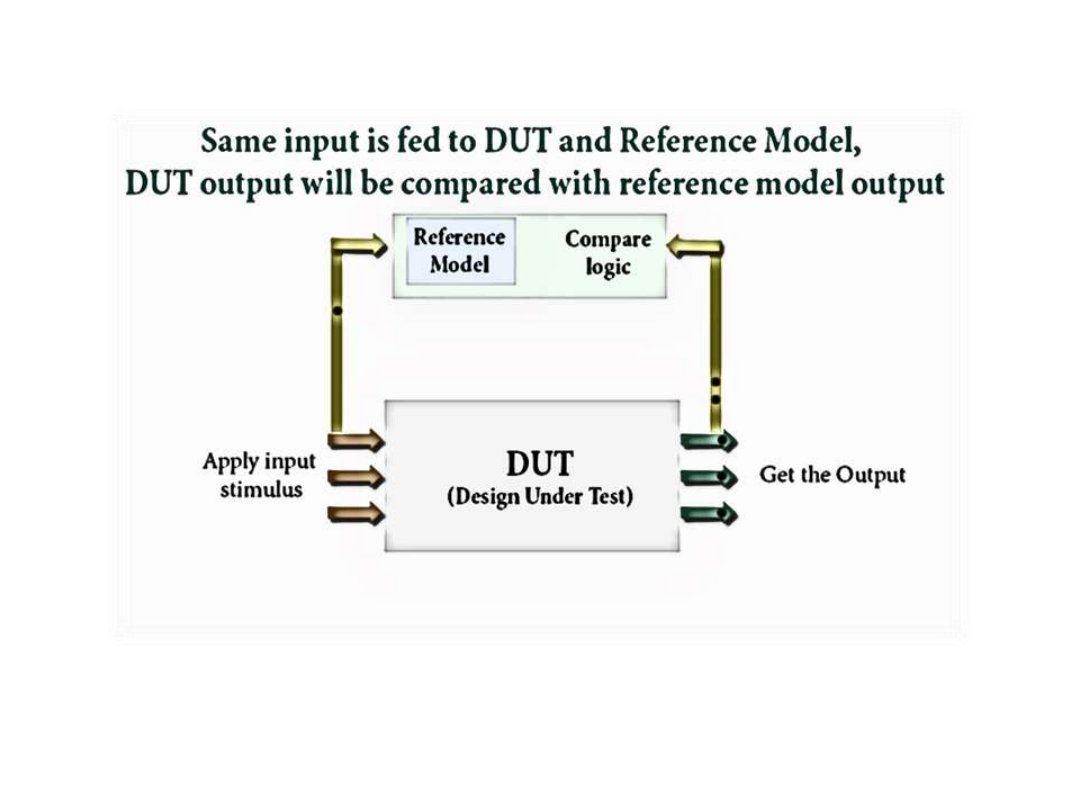 Same input is fed to DUT and Reference Model,
DUT output will be compared with reference model output
Reference
Model
Compare
logic
Apply input
stimulus
DUT
(Design Under Test)
Get the Output